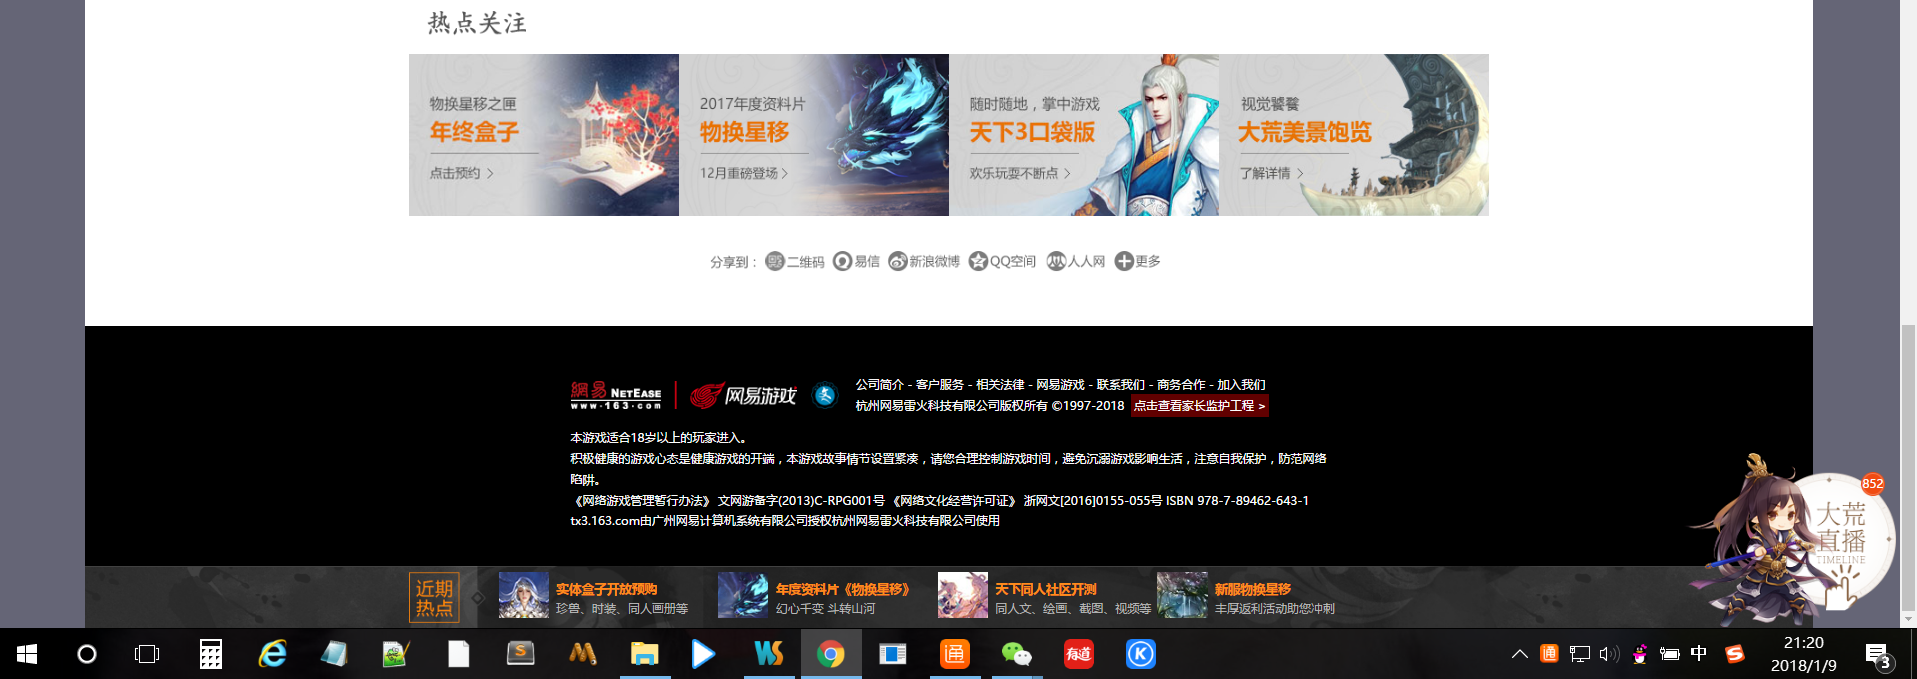 热点关注
物换星移之匣
年终盒子
点击预约 >
2017年度资料片
物换星移
12月重磅登场 >
随时随地，掌中游戏
天下3口袋版
欢乐玩耍不断点 >
视觉饕餮
大荒美景饱览
了解详情 >
分享到： 二维码 易信 新浪微博 QQ空间 人人网 更多
網易 NETEASE
www.163.com
网易游戏
公司简介 - 客户服务 - 相关法律 - 网易游戏 - 联系我们 - 商务合作 - 加入我们
杭州网易雷火科技有限公司版权所有 ©1997-2018 点击查看家长监护工程 >
本游戏适合18岁以上的玩家进入。
积极健康的游戏心态是健康游戏的开端，本游戏故事情节设置紧凑，请您合理控制游戏时间，避免沉溺游戏影响生活，注意自我保护，防范网络
陷阱。
《网络游戏管理暂行办法》 文网游备字(2013)C-RPG001号 《网络文化经营许可证》 浙网文[2016]0155-055号 ISBN 978-7-89462-643-1
tx3.163.com由广州网易计算机系统有限公司授权杭州网易雷火科技有限公司使用
852
大荒
直播
TIMELINE
近期
热点
实体盒子开放预购
珍兽、时装、同人画册等
年度资料片《物换星移》
幻心千变 斗转山河
天下同人社区开测
同人文、绘画、截图、视频等
新服物换星移
丰厚返利活动助您冲刺
S
WS
通
有道
K
通
中
S
21:20
2018/1/9
3